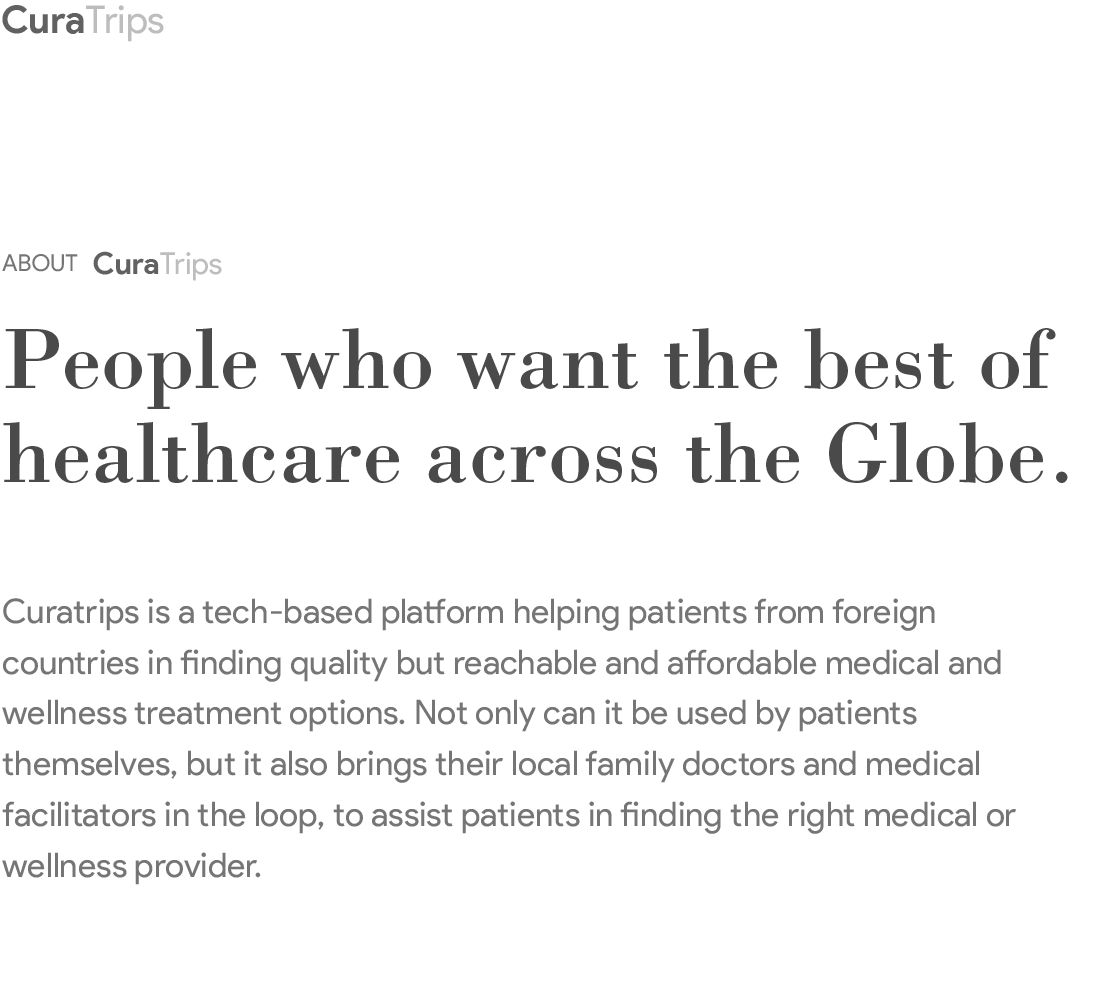 CuraTrips
ABOUT CuraTrips
People who want the best of
healthcare across the Globe.
Curatrips is a tech-based platform helping patients from foreign
countries in finding quality but reachable and affordable medical and
wellness treatment options. Not only can it be used by patients
themselves, but it also brings their local family doctors and medical
facilitators in the loop, to assist patients in finding the right medical or
wellness provider.